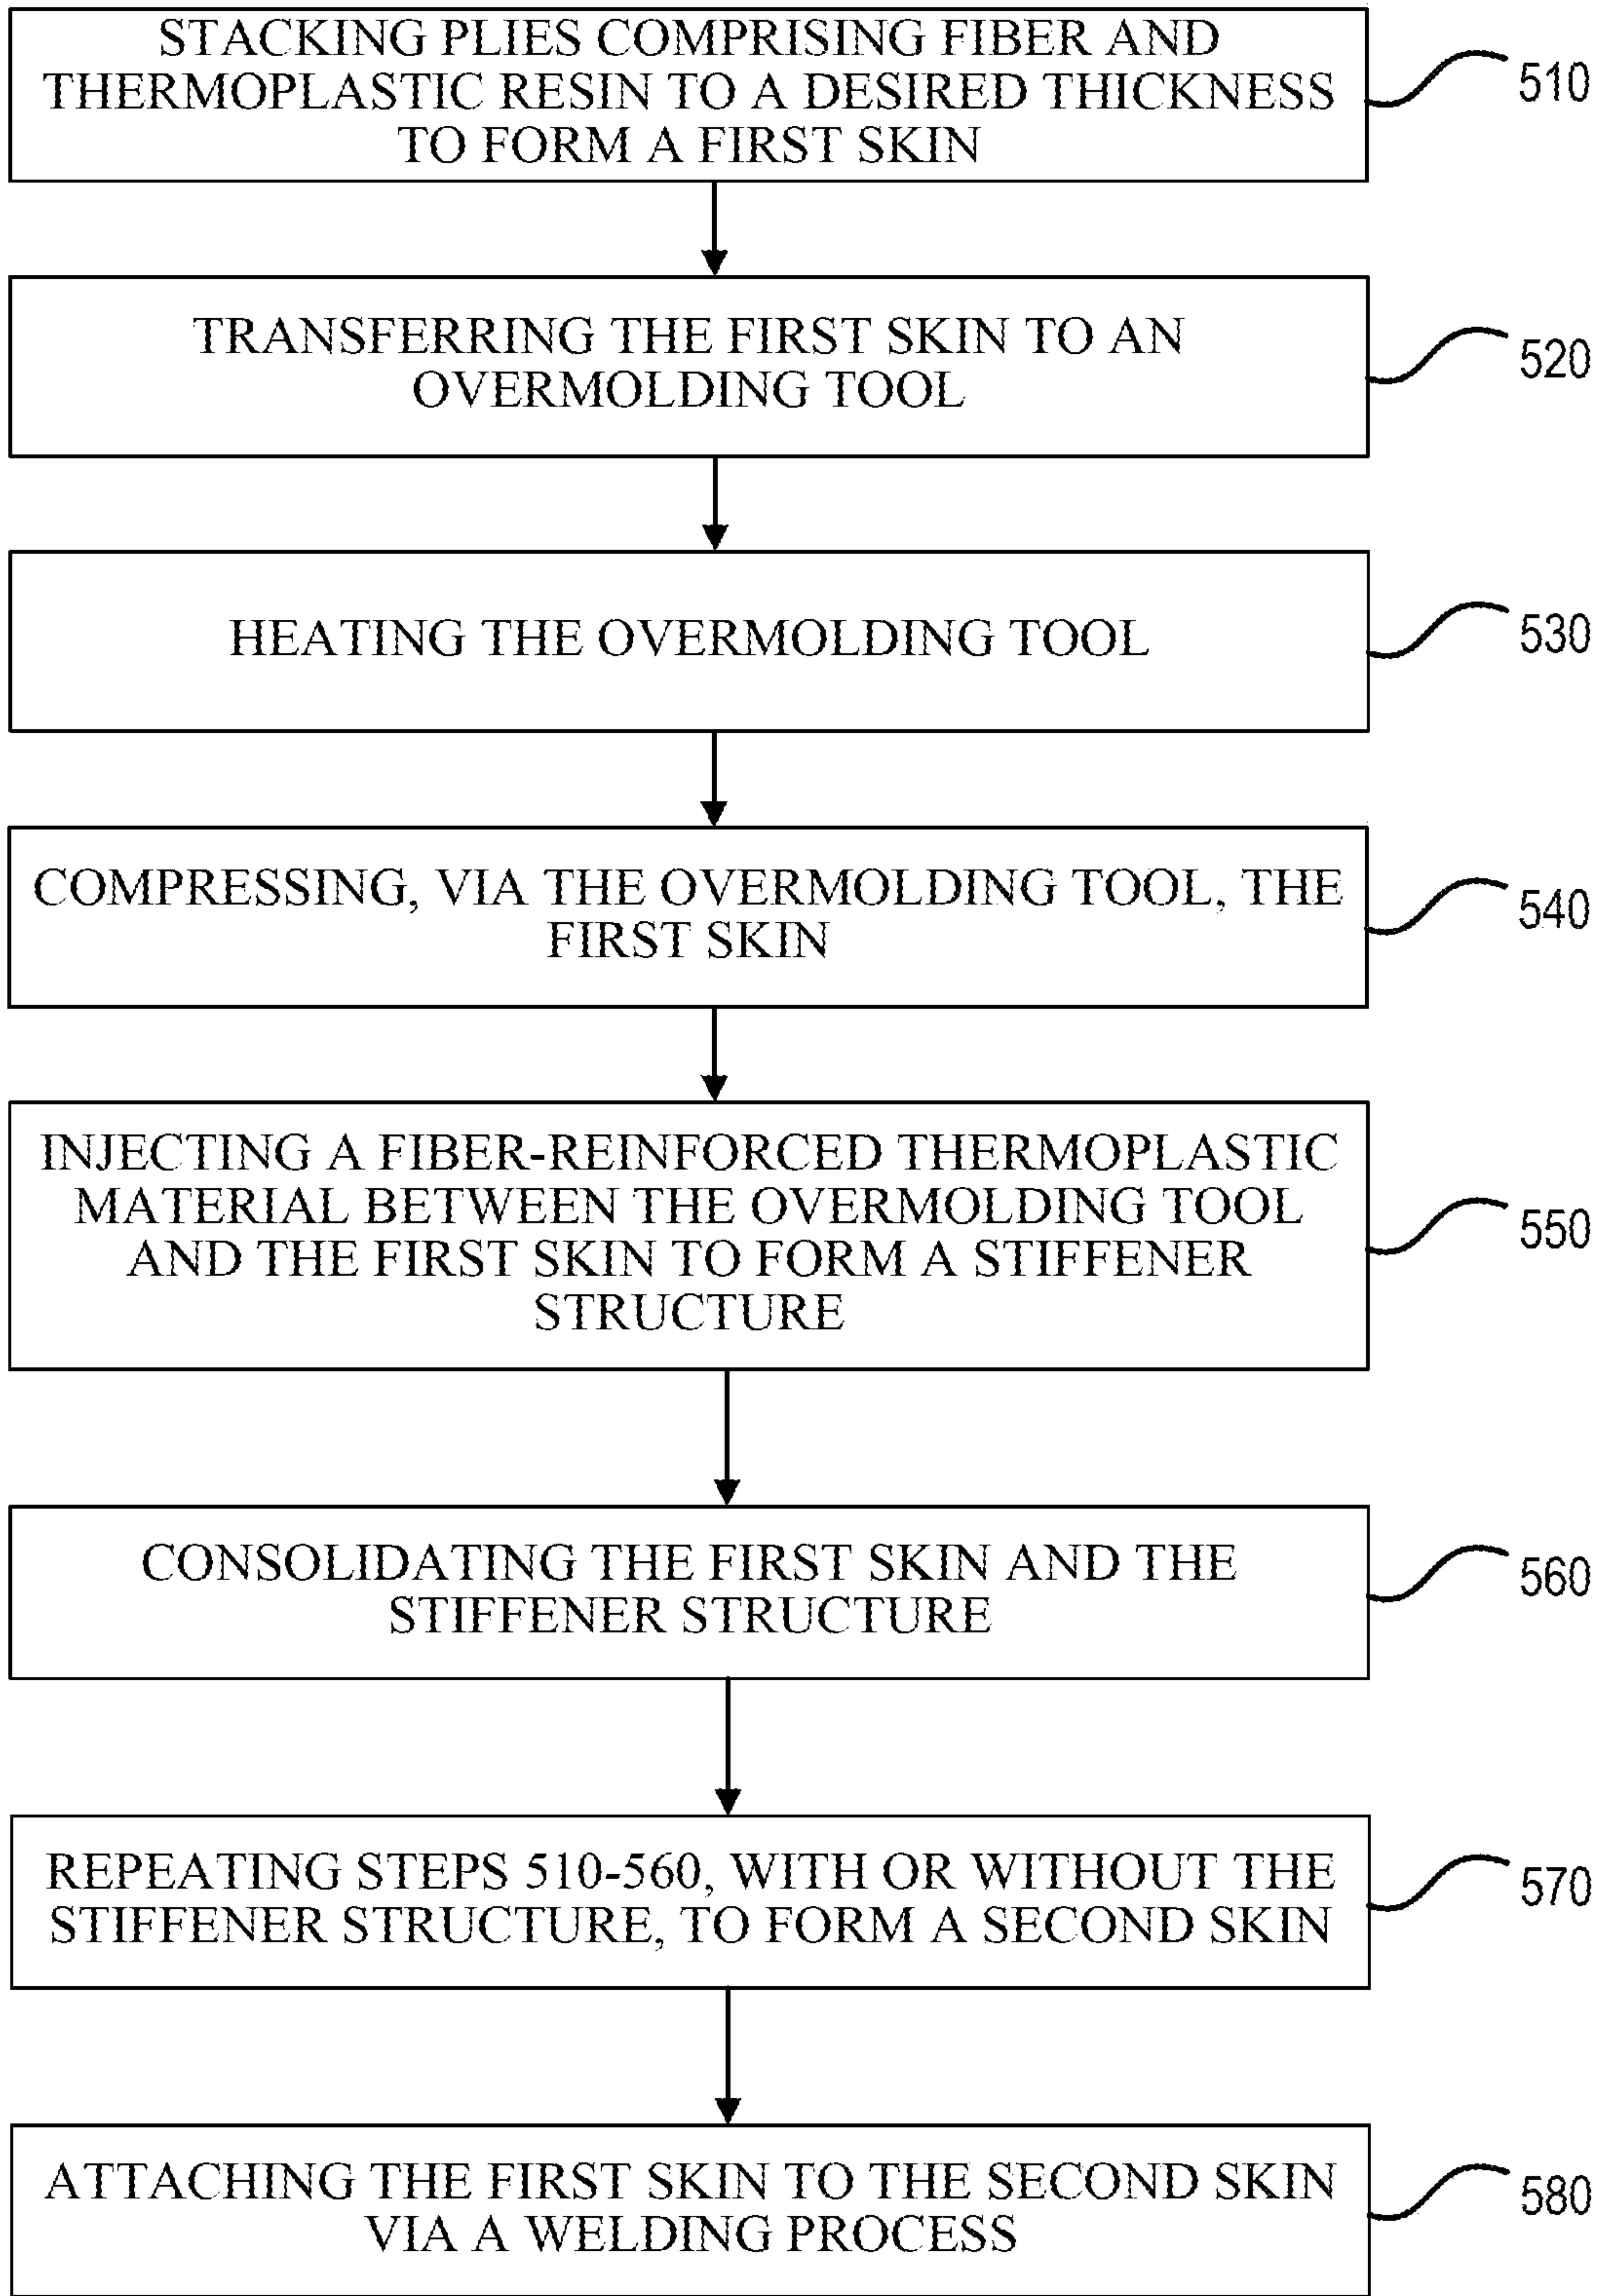 STACKING PLIES COMPRISING FIBER AND
THERMOPLASTIC RESIN TO A DESIRED THICKNESS
TO FORM A FIRST SKIN
510
TRANSFERRING THE FIRST SKIN TO AN
OVERMOLDING TOOL
520
HEATING THE OVERMOLDING TOOL
530
COMPRESSING, VIA THE OVERMOLDING TOOL, THE
FIRST SKIN
540
INJECTING A FIBER-REINFORCED THERMOPLASTIC
MATERIAL BETWEEN THE OVERMOLDING TOOL
AND THE FIRST SKIN TO FORM A STIFFENER
STRUCTURE
550
CONSOLIDATING THE FIRST SKIN AND THE
STIFFENER STRUCTURE
560
REPEATING STEPS 510-560, WITH OR WITHOUT THE
STIFFENER STRUCTURE, TO FORM A SECOND SKIN
570
ATTACHING THE FIRST SKIN TO THE SECOND SKIN
VIA A WELDING PROCESS
580